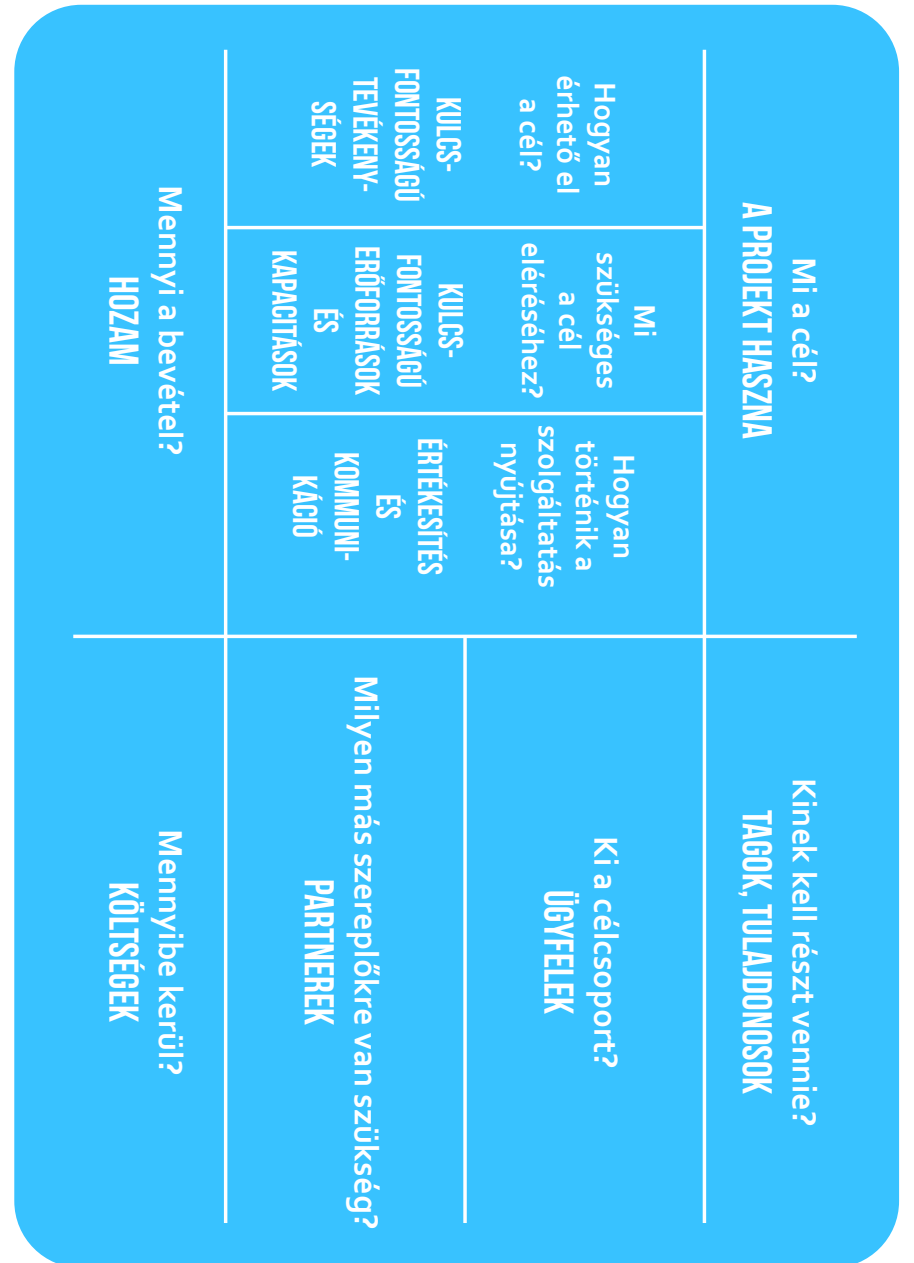 Mi a cél?
A PROJEKT HASZNA
Kinek kell részt vennie?
TAGOK, TULAJDONOSOK
Hogyan
érhető el
a cél?
KULCS-
FONTOSSÁGÚ
TEVÉKENY-
SÉGEK
Mi
szükséges
a cél
eléréséhez?
KULCS-
FONTOSSÁGÚ
ERŐFORRÁSOK
ÉS
KAPACITÁSOK
Hogyan
történik a
szolgáltatás
nyújtása?
ÉRTÉKESÍTÉS
ÉS
KOMMUNI-
KÁCIÓ
Ki a célcsoport?
ÜGYFELEK
Milyen más szereplőkre van szükség?
PARTNEREK
Mennyi a bevétel?
HOZAM
Mennyibe kerül?
KÖLTSÉGEK